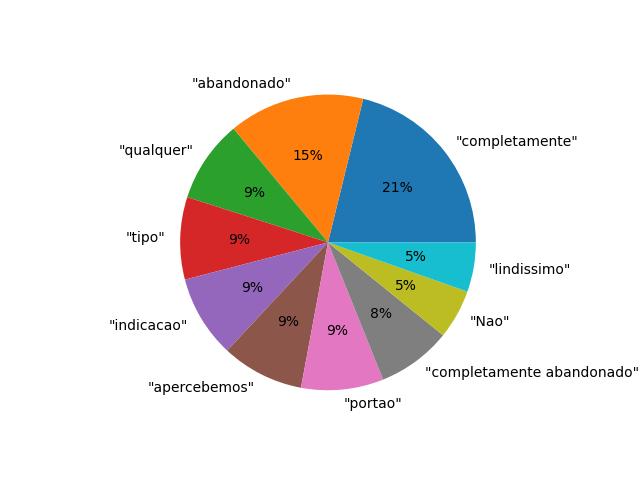 "abandonado"
"completamente"
"qualquer"
15%
21%
9%
"tipo"
9%
5%
"lindissimo"
9%
5%
"indicacao"
9%
9%
8%
"Nao"
"apercebemos"
"completamente abandonado"
"portao"